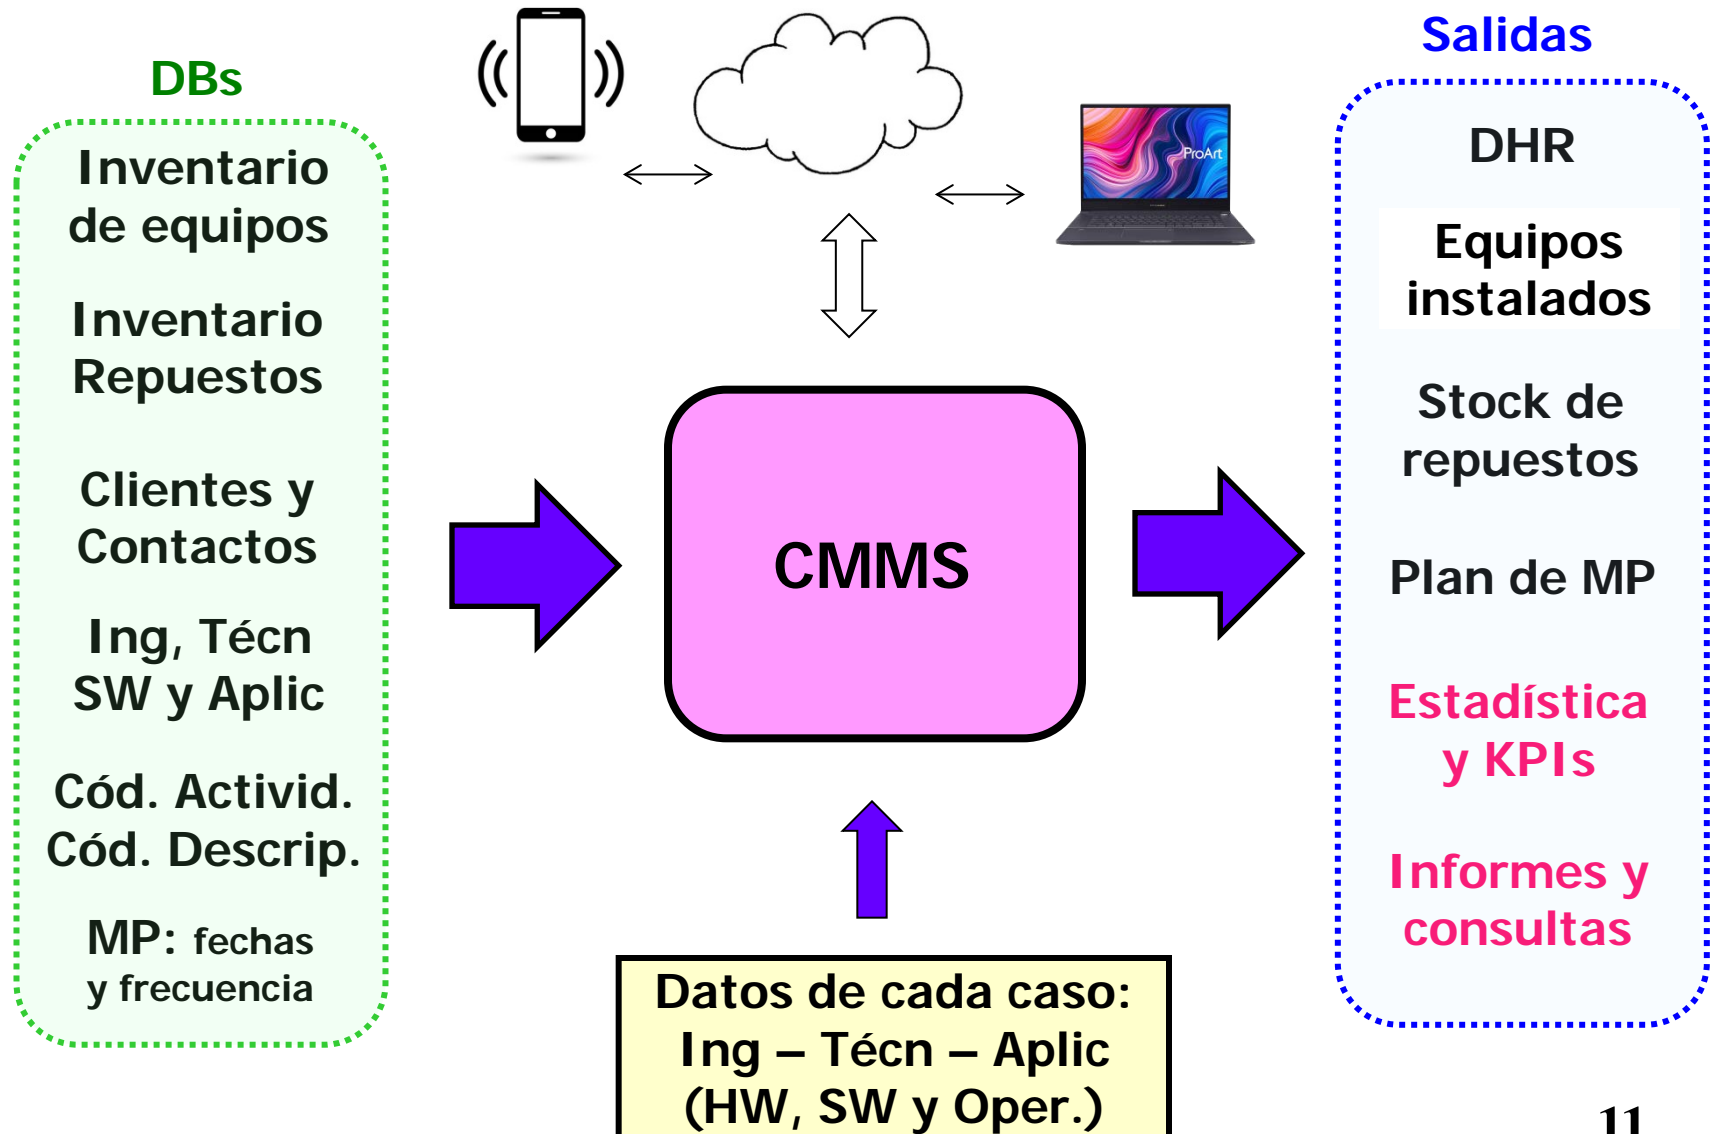 DBs
Inventario
de equipos
Inventario
Repuestos
Clientes y
Contactos
Ing, Técn
SW y Aplic
Cód. Activid.
Cód. Descrip.
MP: fechas
y frecuencia
ProArt
CMMS
Datos de cada caso:
Ing – Técn – Aplic
(HW, SW y Oper.)
Salidas
DHR
Equipos
instalados
Stock de
repuestos
Plan de MP
Estadística
y KPIs
Informes y
consultas
11